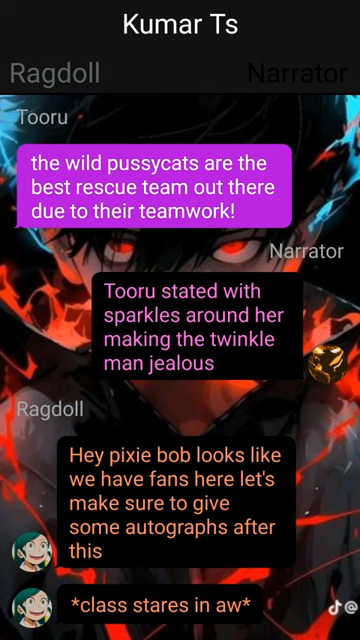 Kumar Ts
Ragdoll
Narrator
Tooru
the wild pussycats are the
best rescue team out there
due to their teamwork!
Narrator
Tooru stated with
sparkles around her
making the twinkle
man jealous
Ragdoll
Hey pixie bob looks like
we have fans here let's
make sure to give
some autographs after
this
*class stares in aw*
@